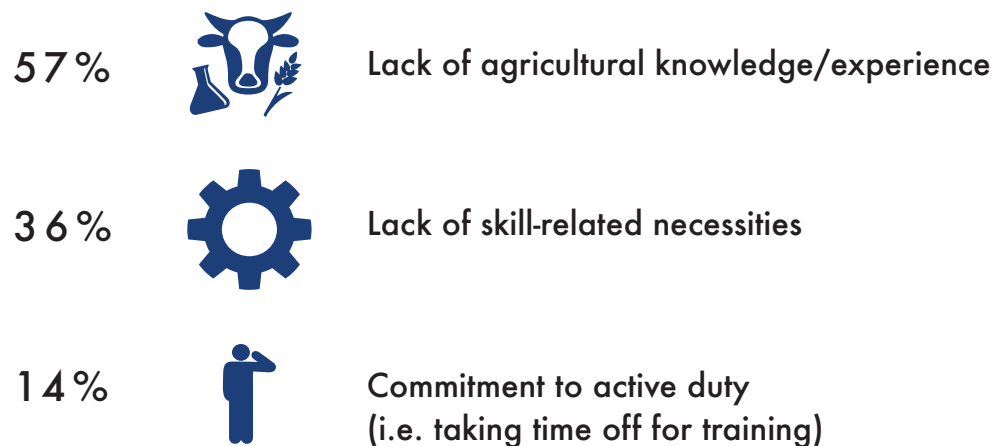 57% Lack of agricultural knowledge/experience
36% Lack of skill-related necessities
14% Commitment to active duty
(i.e. taking time off for training)